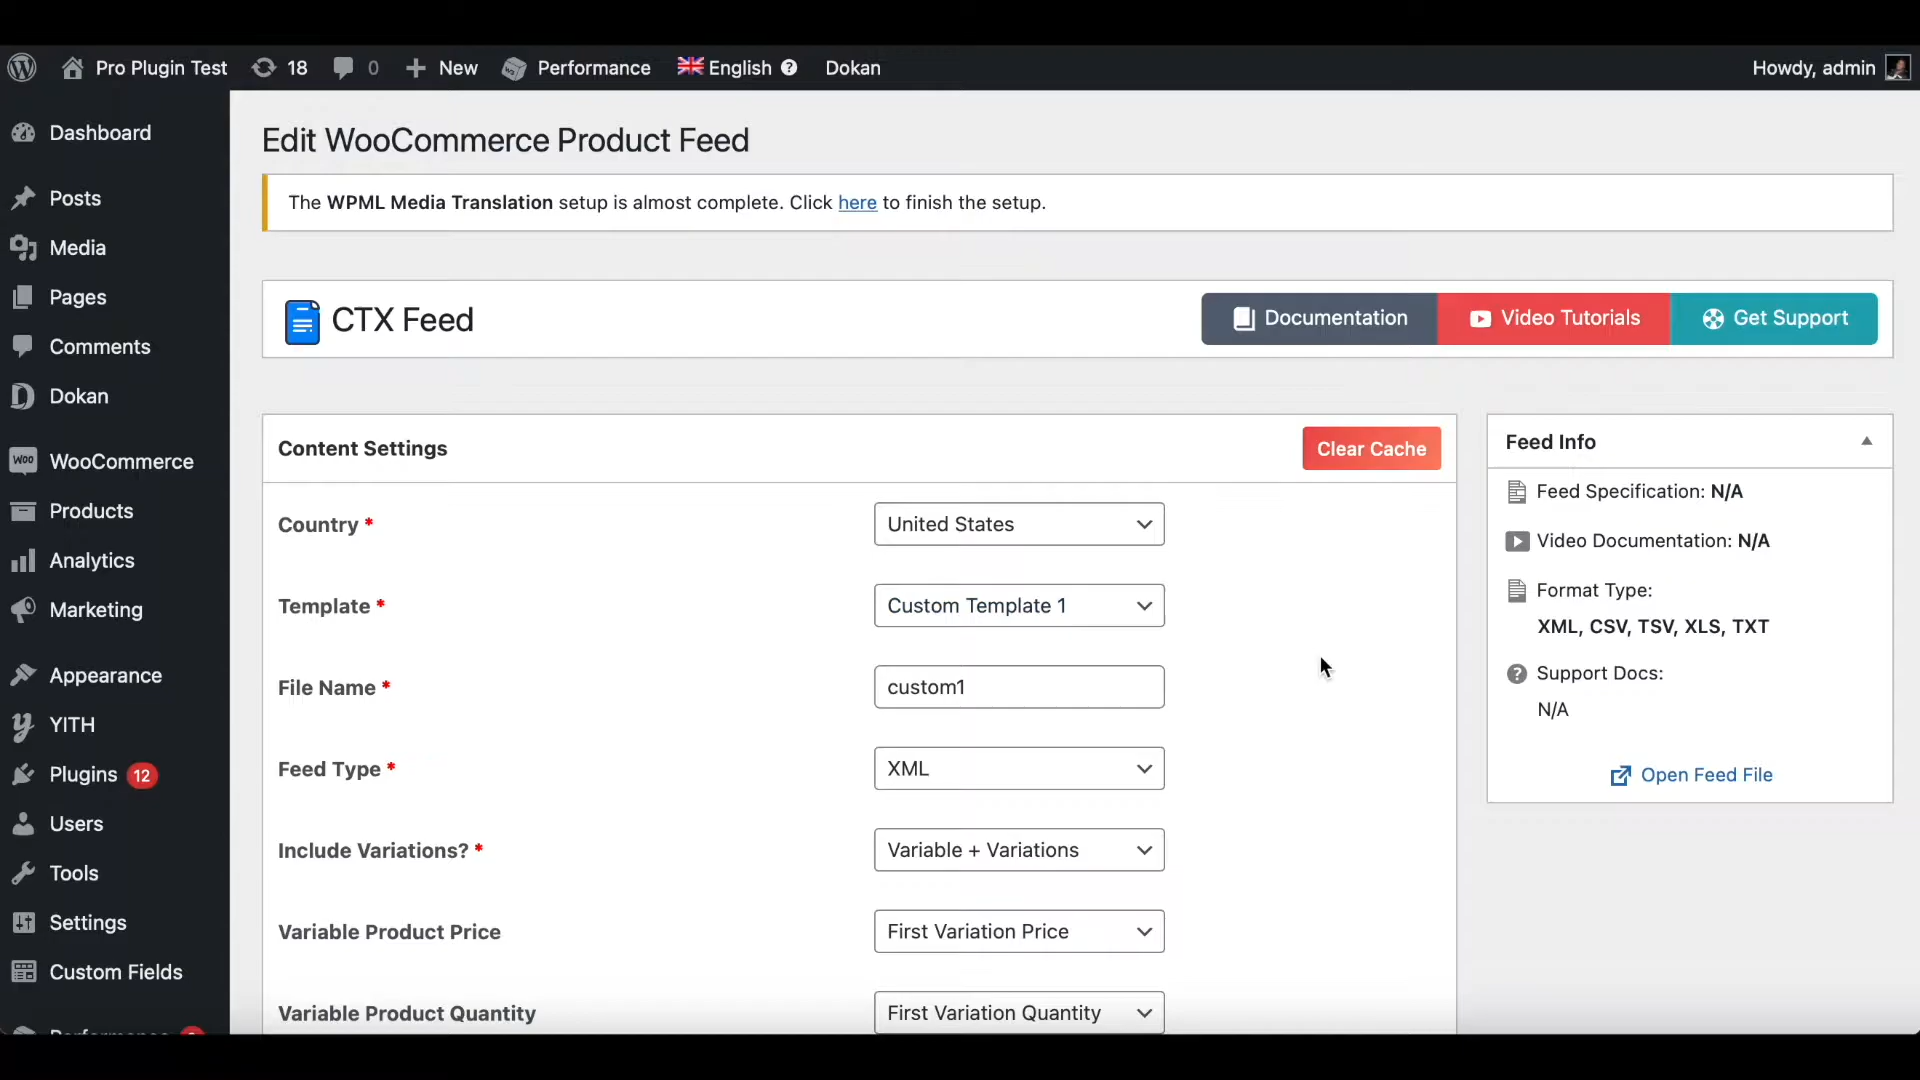 Pro Plugin Test 18 0 New Performance English Dokan Howdy, admin
Dashboard
Posts
Media
Pages
Comments
Dokan
WooCommerce
Products
Analytics
Marketing
Appearance
YITH
Plugins 12
Users
Tools
Settings
Custom Fields
Edit WooCommerce Product Feed
The WPML Media Translation setup is almost complete. Click here to finish the setup.
CTX Feed
Documentation
Video Tutorials
Get Support
Content Settings
Clear Cache
Country * United States
Template * Custom Template 1
File Name * custom1
Feed Type * XML
Include Variations? * Variable + Variations
Variable Product Price First Variation Price
Variable Product Quantity First Variation Quantity
Feed Info
Feed Specification: N/A
Video Documentation: N/A
Format Type:
XML, CSV, TSV, XLS, TXT
Support Docs:
N/A
Open Feed File